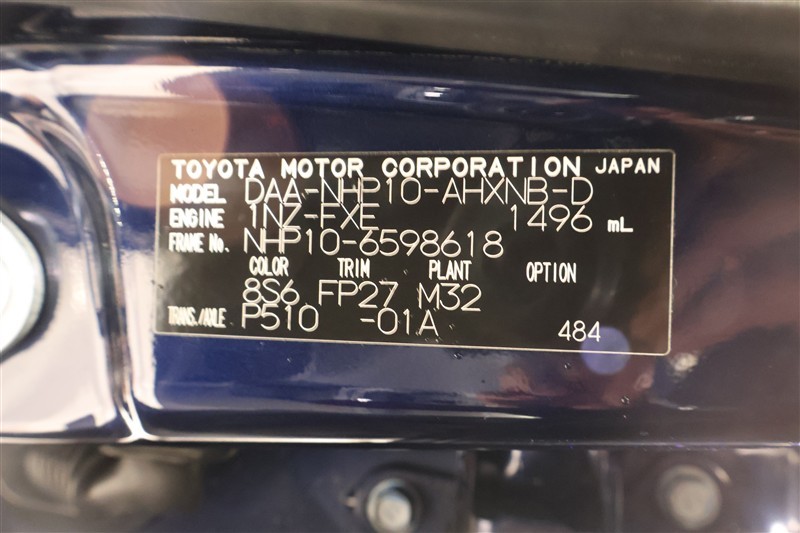 TOYOTA MOTOR CORPORATION JAPAN
MODEL DAA-NHP10-AHXNB-D
ENGINE 1NZ-FXE 1496 mL
FRAME No. NHP10-6598618
COLOR TRIM PLANT OPTION
8S6 FP27 M32
TRANS./AXLE P510 -01A 484